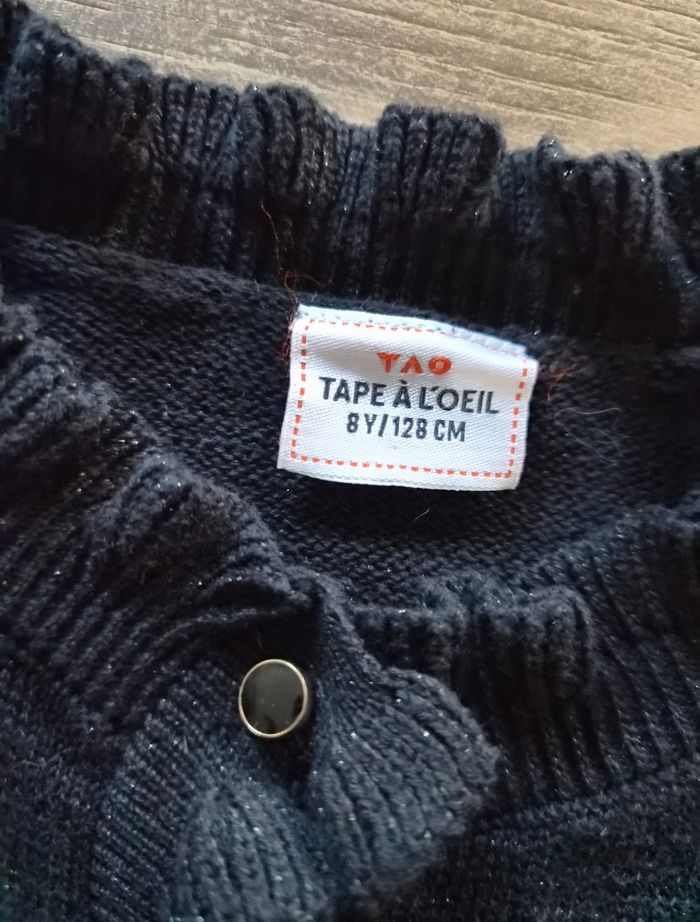 TAO
TAPE À L'OEIL
8 Y/128 CM